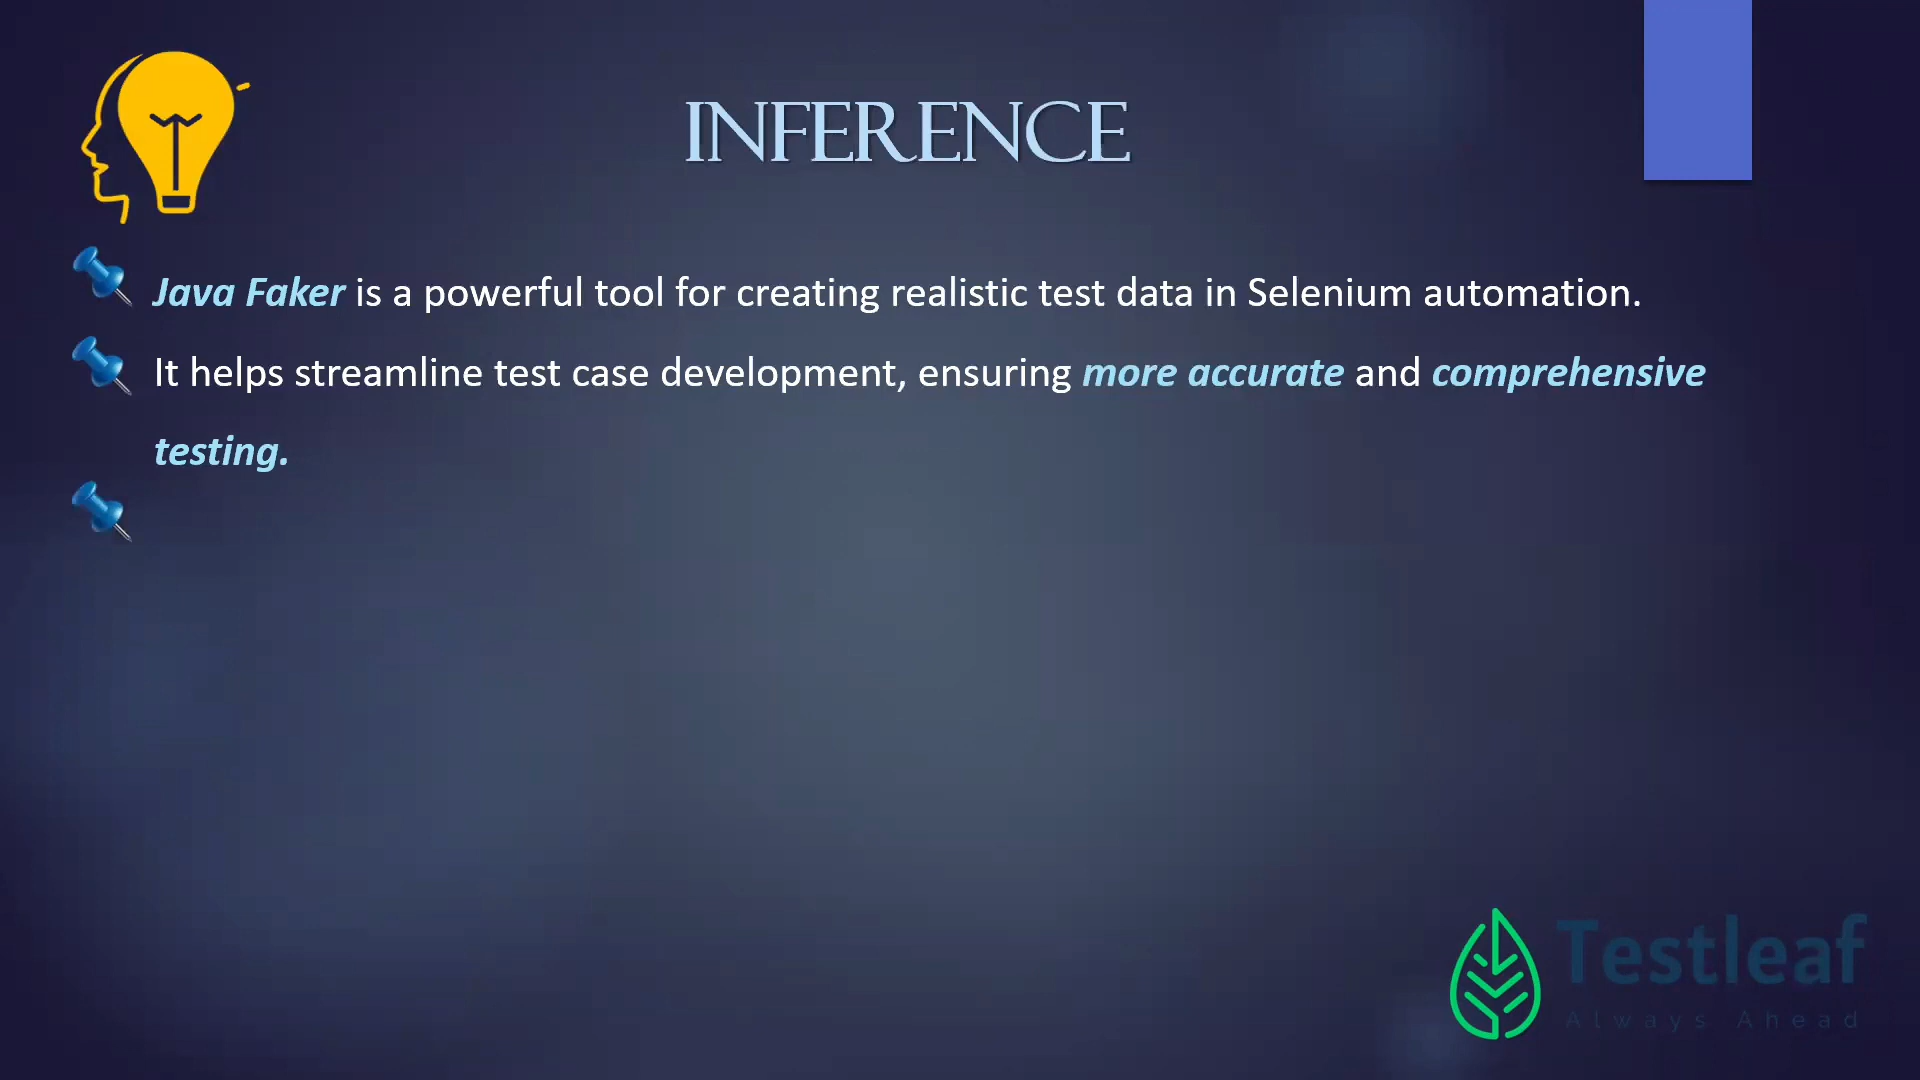 INFERENCE
Java Faker is a powerful tool for creating realistic test data in Selenium automation.
It helps streamline test case development, ensuring more accurate and comprehensive
testing.
Testleaf
Always Ahead